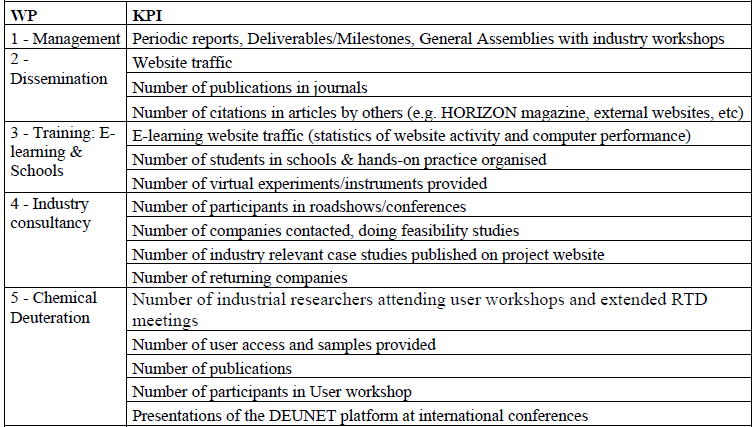 WP KPI
1 - Management Periodic reports, Deliverables/Milestones, General Assemblies with industry workshops
2 - Dissemination Website traffic
Number of publications in journals
Number of citations in articles by others (e.g. HORIZON magazine, external websites, etc)
3 - Training: E-learning & Schools E-learning website traffic (statistics of website activity and computer performance)
Number of students in schools & hands-on practice organised
Number of virtual experiments/instruments provided
4 - Industry consultancy Number of participants in roadshows/conferences
Number of companies contacted, doing feasibility studies
Number of industry relevant case studies published on project website
Number of returning companies
5 - Chemical Deuteration Number of industrial researchers attending user workshops and extended RTD meetings
Number of user access and samples provided
Number of publications
Number of participants in User workshop
Presentations of the DEUNET platform at international conferences